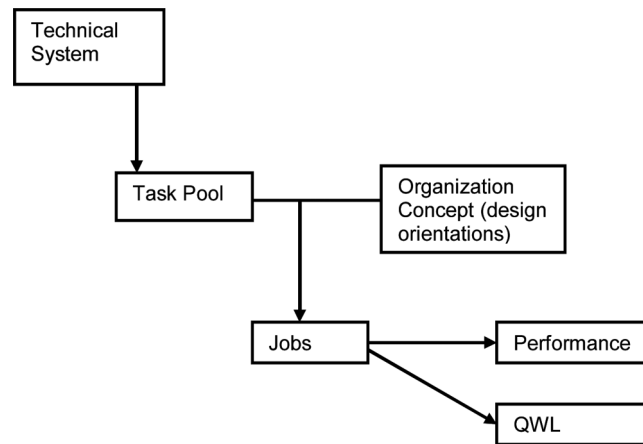 Technical
System
Task Pool
Organization
Concept (design
orientations)
Jobs
Performance
QWL